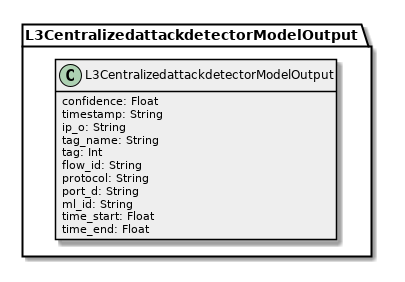 L3CentralizedattackdetectorModelOutput
C L3CentralizedattackdetectorModelOutput
confidence: Float
timestamp: String
ip_o: String
tag_name: String
tag: Int
flow_id: String
protocol: String
port_d: String
ml_id: String
time_start: Float
time_end: Float